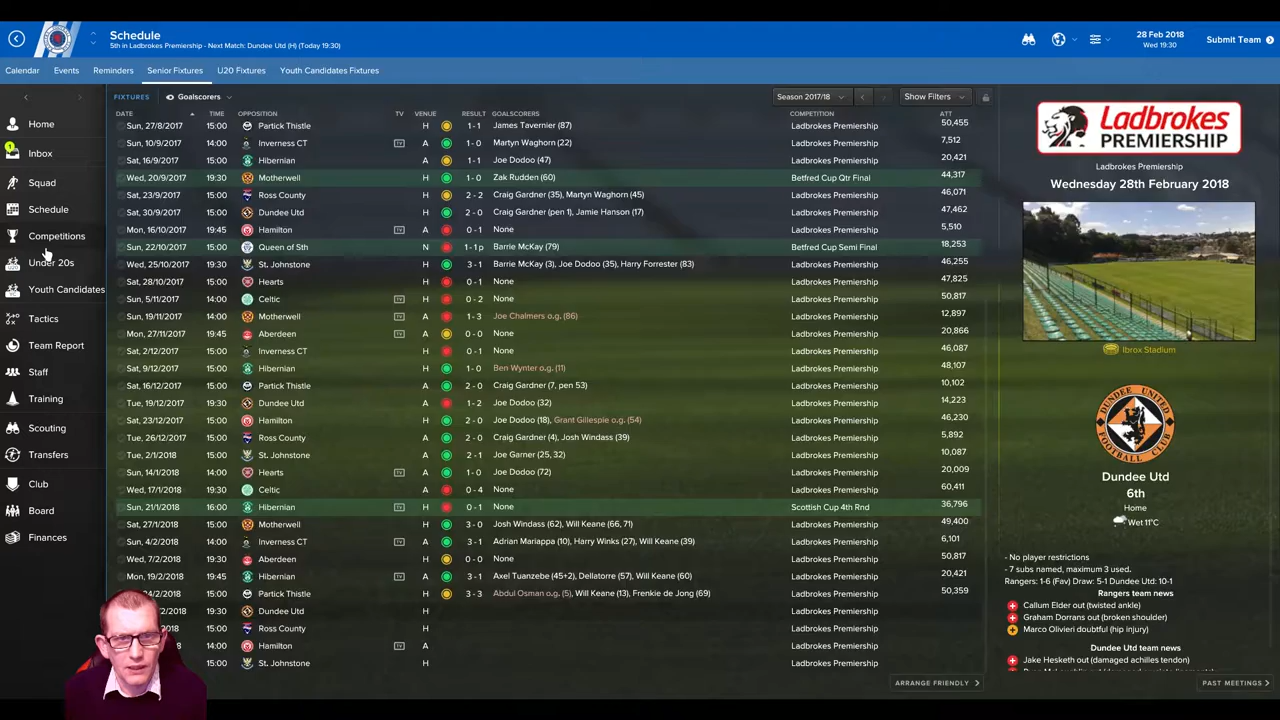 Schedule
5th in Ladbrokes Premiership - Next Match: Dundee Utd (H) (Today 19:30)
28 Feb 2018
Wed 19:30
Submit Team
Calendar Events Reminders Senior Fixtures U20 Fixtures Youth Candidates Fixtures
Home
1
Inbox
Squad
Schedule
Competitions
Under 20s
Youth Candidates
Tactics
Team Report
Staff
Training
Scouting
Transfers
Club
Board
Finances
FIXTURES Goalscorers Season 2017/18 Show Filters
DATE TIME OPPOSITION TV VENUE RESULT GOALSCORERS COMPETITION ATT
Sun, 27/8/2017 15:00 Partick Thistle H 1 - 1 James Tavernier (87) Ladbrokes Premiership 50,455
Sun, 10/9/2017 14:00 Inverness CT TV A 1 - 0 Martyn Waghorn (22) Ladbrokes Premiership 7,512
Sat, 16/9/2017 15:00 Hibernian A 1 - 1 Joe Dodoo (47) Ladbrokes Premiership 20,421
Wed, 20/9/2017 19:30 Motherwell H 1 - 0 Zak Rudden (60) Betfred Cup Qtr Final 44,317
Sat, 23/9/2017 15:00 Ross County H 2 - 2 Craig Gardner (35), Martyn Waghorn (45) Ladbrokes Premiership 46,071
Sat, 30/9/2017 15:00 Dundee Utd H 2 - 0 Craig Gardner (pen 1), Jamie Hanson (17) Ladbrokes Premiership 47,462
Mon, 16/10/2017 19:45 Hamilton TV A 0 - 1 None Ladbrokes Premiership 5,510
Sun, 22/10/2017 15:00 Queen of Sth N 1 - 1 p Barrie McKay (79) Betfred Cup Semi Final 18,253
Wed, 25/10/2017 19:30 St. Johnstone H 3 - 1 Barrie McKay (3), Joe Dodoo (35), Harry Forrester (83) Ladbrokes Premiership 46,255
Sat, 28/10/2017 15:00 Hearts H 0 - 1 None Ladbrokes Premiership 47,825
Sun, 5/11/2017 14:00 Celtic TV H 0 - 2 None Ladbrokes Premiership 50,817
Sun, 19/11/2017 14:00 Motherwell TV A 1 - 3 Joe Chalmers o.g. (86) Ladbrokes Premiership 12,897
Mon, 27/11/2017 19:45 Aberdeen TV A 0 - 0 None Ladbrokes Premiership 20,866
Sat, 2/12/2017 15:00 Inverness CT H 0 - 1 None Ladbrokes Premiership 46,087
Sat, 9/12/2017 15:00 Hibernian H 1 - 0 Ben Wynter o.g. (11) Ladbrokes Premiership 48,107
Sat, 16/12/2017 15:00 Partick Thistle A 2 - 0 Craig Gardner (7, pen 53) Ladbrokes Premiership 10,102
Tue, 19/12/2017 19:30 Dundee Utd A 1 - 2 Joe Dodoo (32) Ladbrokes Premiership 14,223
Sat, 23/12/2017 15:00 Hamilton H 2 - 0 Joe Dodoo (18), Grant Gillespie o.g. (54) Ladbrokes Premiership 46,230
Tue, 26/12/2017 15:00 Ross County A 2 - 0 Craig Gardner (4), Josh Windass (39) Ladbrokes Premiership 5,892
Tue, 2/1/2018 15:00 St. Johnstone A 2 - 1 Joe Garner (25, 32) Ladbrokes Premiership 10,087
Sun, 14/1/2018 14:00 Hearts TV A 1 - 0 Joe Dodoo (72) Ladbrokes Premiership 20,009
Wed, 17/1/2018 19:30 Celtic A 0 - 4 None Ladbrokes Premiership 60,411
Sun, 21/1/2018 16:00 Hibernian TV H 0 - 1 None Scottish Cup 4th Rnd 36,796
Sat, 27/1/2018 15:00 Motherwell H 3 - 0 Josh Windass (62), Will Keane (66, 71) Ladbrokes Premiership 49,400
Sun, 4/2/2018 15:00 Inverness CT TV A 3 - 1 Adrian Mariappa (10), Harry Winks (27), Will Keane (39) Ladbrokes Premiership 6,101
Wed, 7/2/2018 19:30 Aberdeen H 0 - 0 None Ladbrokes Premiership 50,817
Mon, 19/2/2018 19:45 Hibernian TV A 3 - 1 Axel Tuanzebe (45+2), Dellatorre (57), Will Keane (60) Ladbrokes Premiership 20,421
24/2/2018 15:00 Partick Thistle H 3 - 3 Abdul Osman o.g. (5), Will Keane (13), Frenkie de Jong (69) Ladbrokes Premiership 50,359
2/2018 19:30 Dundee Utd H Ladbrokes Premiership
018 15:00 Ross County H Ladbrokes Premiership
18 14:00 Hamilton TV A Ladbrokes Premiership
15:00 St. Johnstone H Ladbrokes Premiership
ARRANGE FRIENDLY
Ladbrokes
PREMIERSHIP
Ladbrokes Premiership
Wednesday 28th February 2018
Ibrox Stadium
DUNDEE UNITED
FOOTBALL CLUB
Dundee Utd
6th
Home
Wet 11°C
- No player restrictions
- 7 subs named, maximum 3 used.
Rangers: 1-6 (Fav) Draw: 5-1 Dundee Utd: 10-1
Rangers team news
Callum Elder out (twisted ankle)
Graham Dorrans out (broken shoulder)
Marco Olivieri doubtful (hip injury)
Dundee Utd team news
Jake Hesketh out (damaged achilles tendon)
PAST MEETINGS